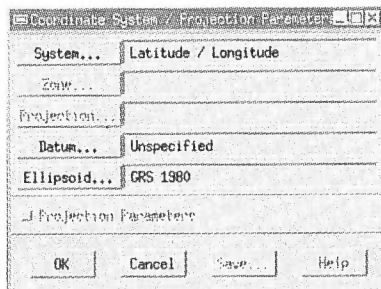 Coordinate System / Projection Parameters
System... Latitude / Longitude
Zone...
Projection...
Datum... Unspecified
Ellipsoid... GRS 1980
Projection Parameters
OK Cancel Save... Help